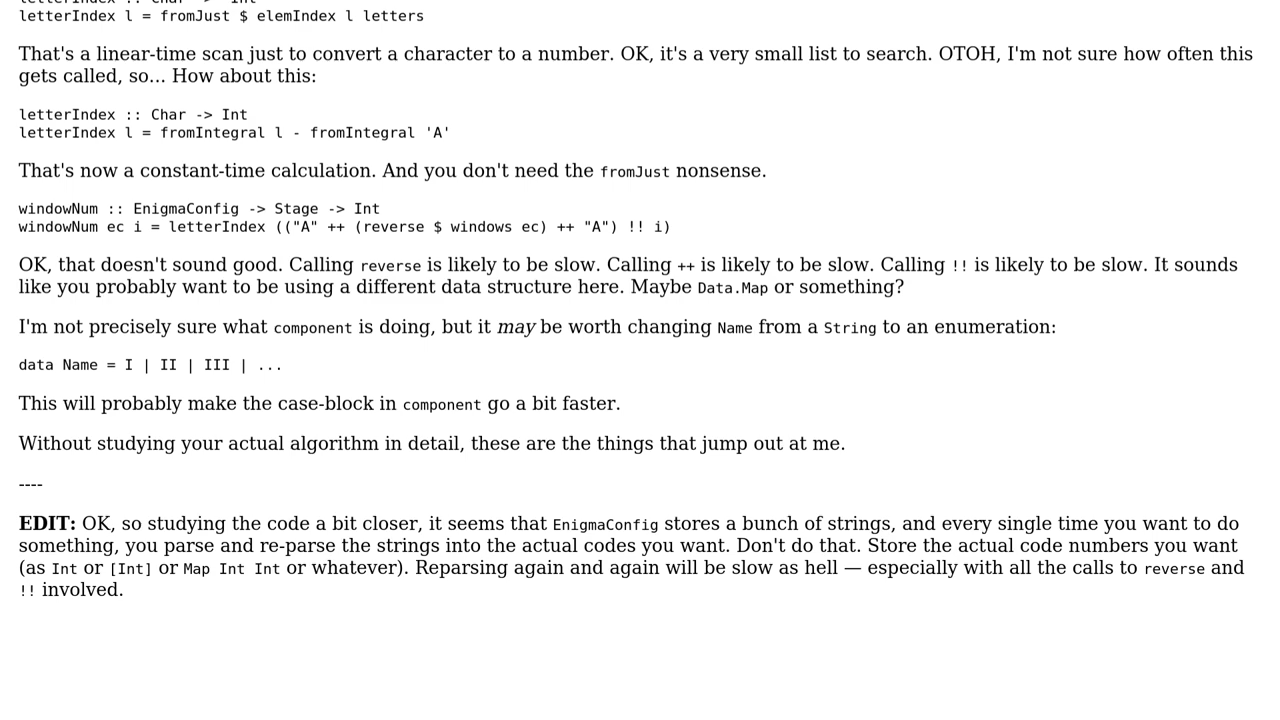 letterIndex :: Char -> Int
letterIndex l = fromJust $ elemIndex l letters
That's a linear-time scan just to convert a character to a number. OK, it's a very small list to search. OTOH, I'm not sure how often this
gets called, so... How about this:
letterIndex :: Char -> Int
letterIndex l = fromIntegral l - fromIntegral 'A'
That's now a constant-time calculation. And you don't need the fromJust nonsense.
windowNum :: EnigmaConfig -> Stage -> Int
windowNum ec i = letterIndex (("A" ++ (reverse $ windows ec) ++ "A") !! i)
OK, that doesn't sound good. Calling reverse is likely to be slow. Calling ++ is likely to be slow. Calling !! is likely to be slow. It sounds
like you probably want to be using a different data structure here. Maybe Data.Map or something?
I'm not precisely sure what component is doing, but it may be worth changing Name from a String to an enumeration:
data Name = I | II | III | ...
This will probably make the case-block in component go a bit faster.
Without studying your actual algorithm in detail, these are the things that jump out at me.
----
EDIT: OK, so studying the code a bit closer, it seems that EnigmaConfig stores a bunch of strings, and every single time you want to do
something, you parse and re-parse the strings into the actual codes you want. Don't do that. Store the actual code numbers you want
(as Int or [Int] or Map Int Int or whatever). Reparsing again and again will be slow as hell — especially with all the calls to reverse and
!! involved.